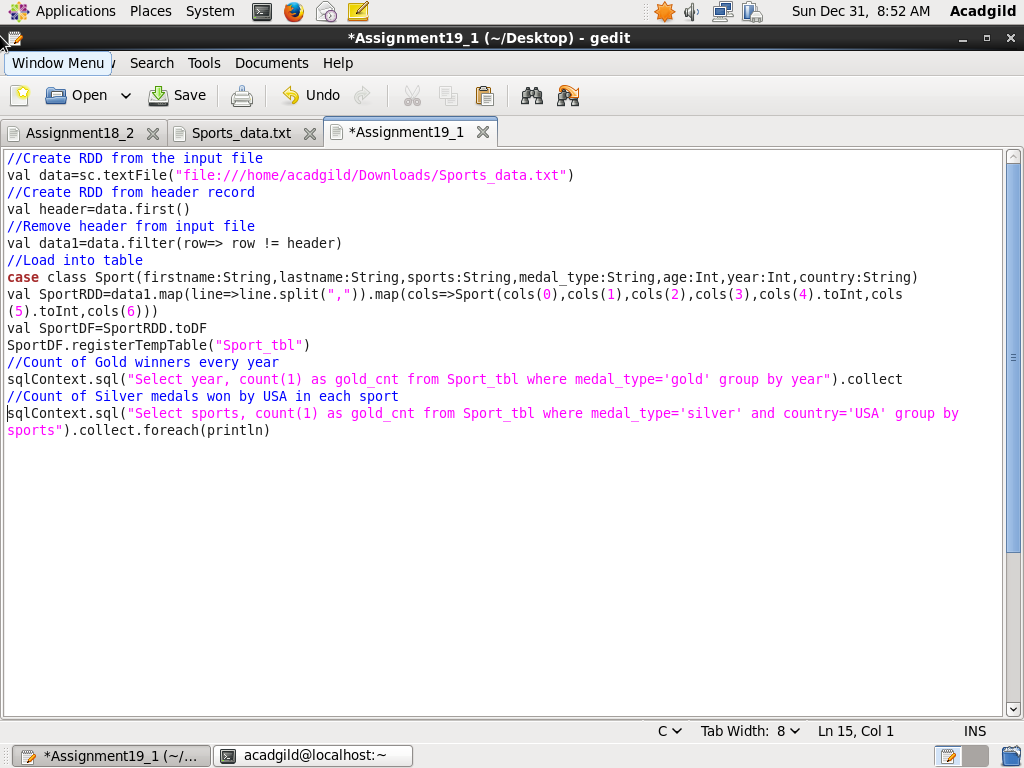 Applications Places System Sun Dec 31, 8:52 AM Acadgild
*Assignment19_1 (~/Desktop) - gedit
Window Menu Search Tools Documents Help
Open Save Undo
Assignment18_2 Sports_data.txt *Assignment19_1
//Create RDD from the input file
val data=sc.textFile("file:///home/acadgild/Downloads/Sports_data.txt")
//Create RDD from header record
val header=data.first()
//Remove header from input file
val data1=data.filter(row=> row != header)
//Load into table
case class Sport(firstname:String,lastname:String,sports:String,medal_type:String,age:Int,year:Int,country:String)
val SportRDD=data1.map(line=>line.split(",")).map(cols=>Sport(cols(0),cols(1),cols(2),cols(3),cols(4).toInt,cols
(5).toInt,cols(6)))
val SportDF=SportRDD.toDF
SportDF.registerTempTable("Sport_tbl")
//Count of Gold winners every year
sqlContext.sql("Select year, count(1) as gold_cnt from Sport_tbl where medal_type='gold' group by year").collect
//Count of Silver medals won by USA in each sport
sqlContext.sql("Select sports, count(1) as gold_cnt from Sport_tbl where medal_type='silver' and country='USA' group by
sports").collect.foreach(println)
C Tab Width: 8 Ln 15, Col 1 INS
*Assignment19_1 (~/... acadgild@localhost:~